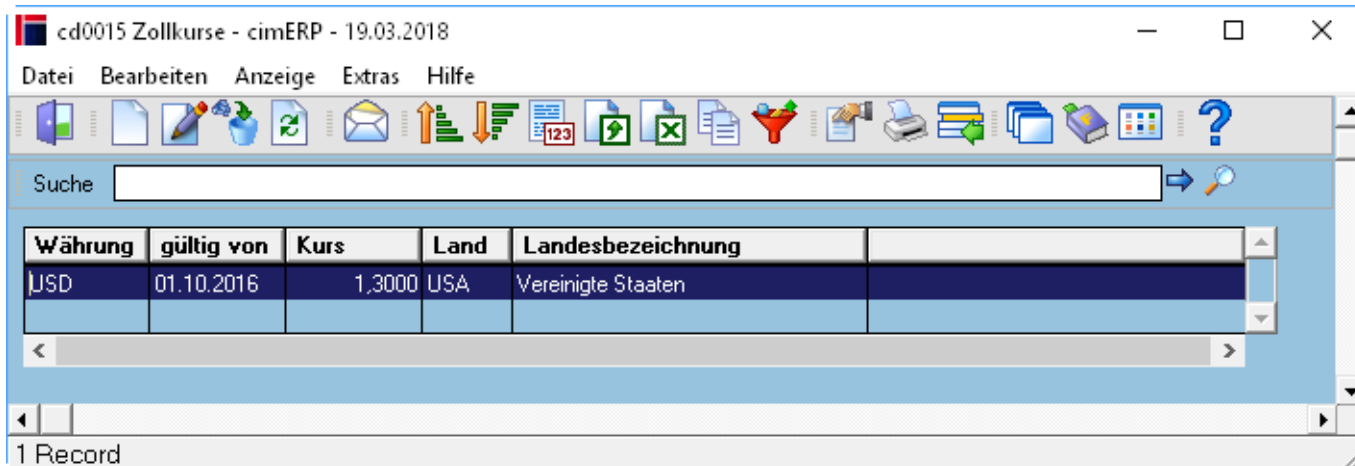 cd0015 Zollkurse - cimERP - 19.03.2018
Datei Bearbeiten Anzeige Extras Hilfe
123
Suche
Währung gültig von Kurs Land Landesbezeichnung
USD 01.10.2016 1,3000 USA Vereinigte Staaten
1 Record